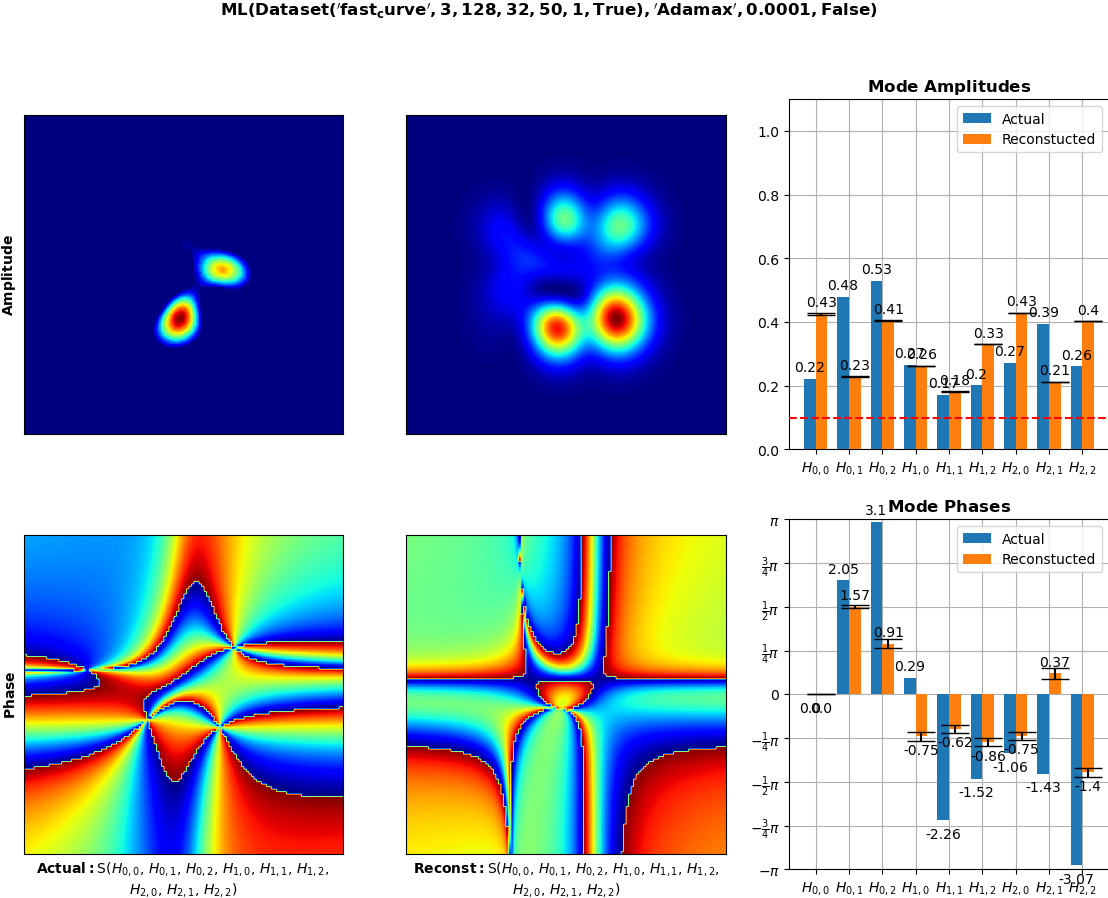 ML(Dataset('fast_curve', 3, 128, 32, 50, 1, True), 'Adamax', 0.0001, False)
Amplitude
Mode Amplitudes
Actual
Reconstucted
1.0
0.8
0.6
0.4
0.2
0.0
0.22
0.43
0.48
0.23
0.53
0.41
0.27
0.26
0.17
0.18
0.2
0.33
0.27
0.43
0.39
0.21
0.26
0.4
H0,0 H0,1 H0,2 H1,0 H1,1 H1,2 H2,0 H2,1 H2,2
Phase
Mode Phases
Actual
Reconstucted
π
3/4π
1/2π
1/4π
0
−1/4π
−1/2π
−3/4π
−π
0.0
0.0
2.05
1.57
3.1
0.91
0.29
-0.75
-2.26
-0.62
-1.52
-0.86
-1.06
-0.75
-1.43
0.37
-3.07
-1.4
H0,0 H0,1 H0,2 H1,0 H1,1 H1,2 H2,0 H2,1 H2,2
Actual: S(H0,0, H0,1, H0,2, H1,0, H1,1, H1,2,
H2,0, H2,1, H2,2)
Reconst: S(H0,0, H0,1, H0,2, H1,0, H1,1, H1,2,
H2,0, H2,1, H2,2)